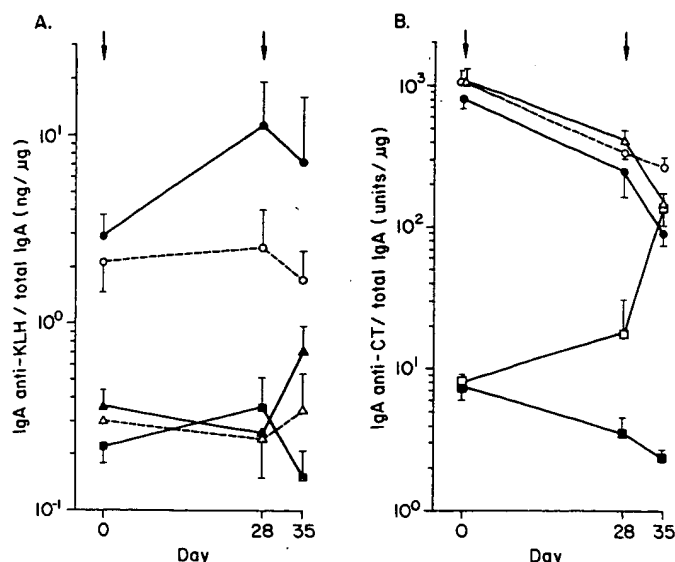 A.
IgA anti-KLH / total IgA (ng/μg)
10¹
10⁰
10⁻¹
0 28 35
Day
B.
IgA anti-CT/ total IgA (units/μg)
10³
10²
10¹
10⁰
0 28 35
Day